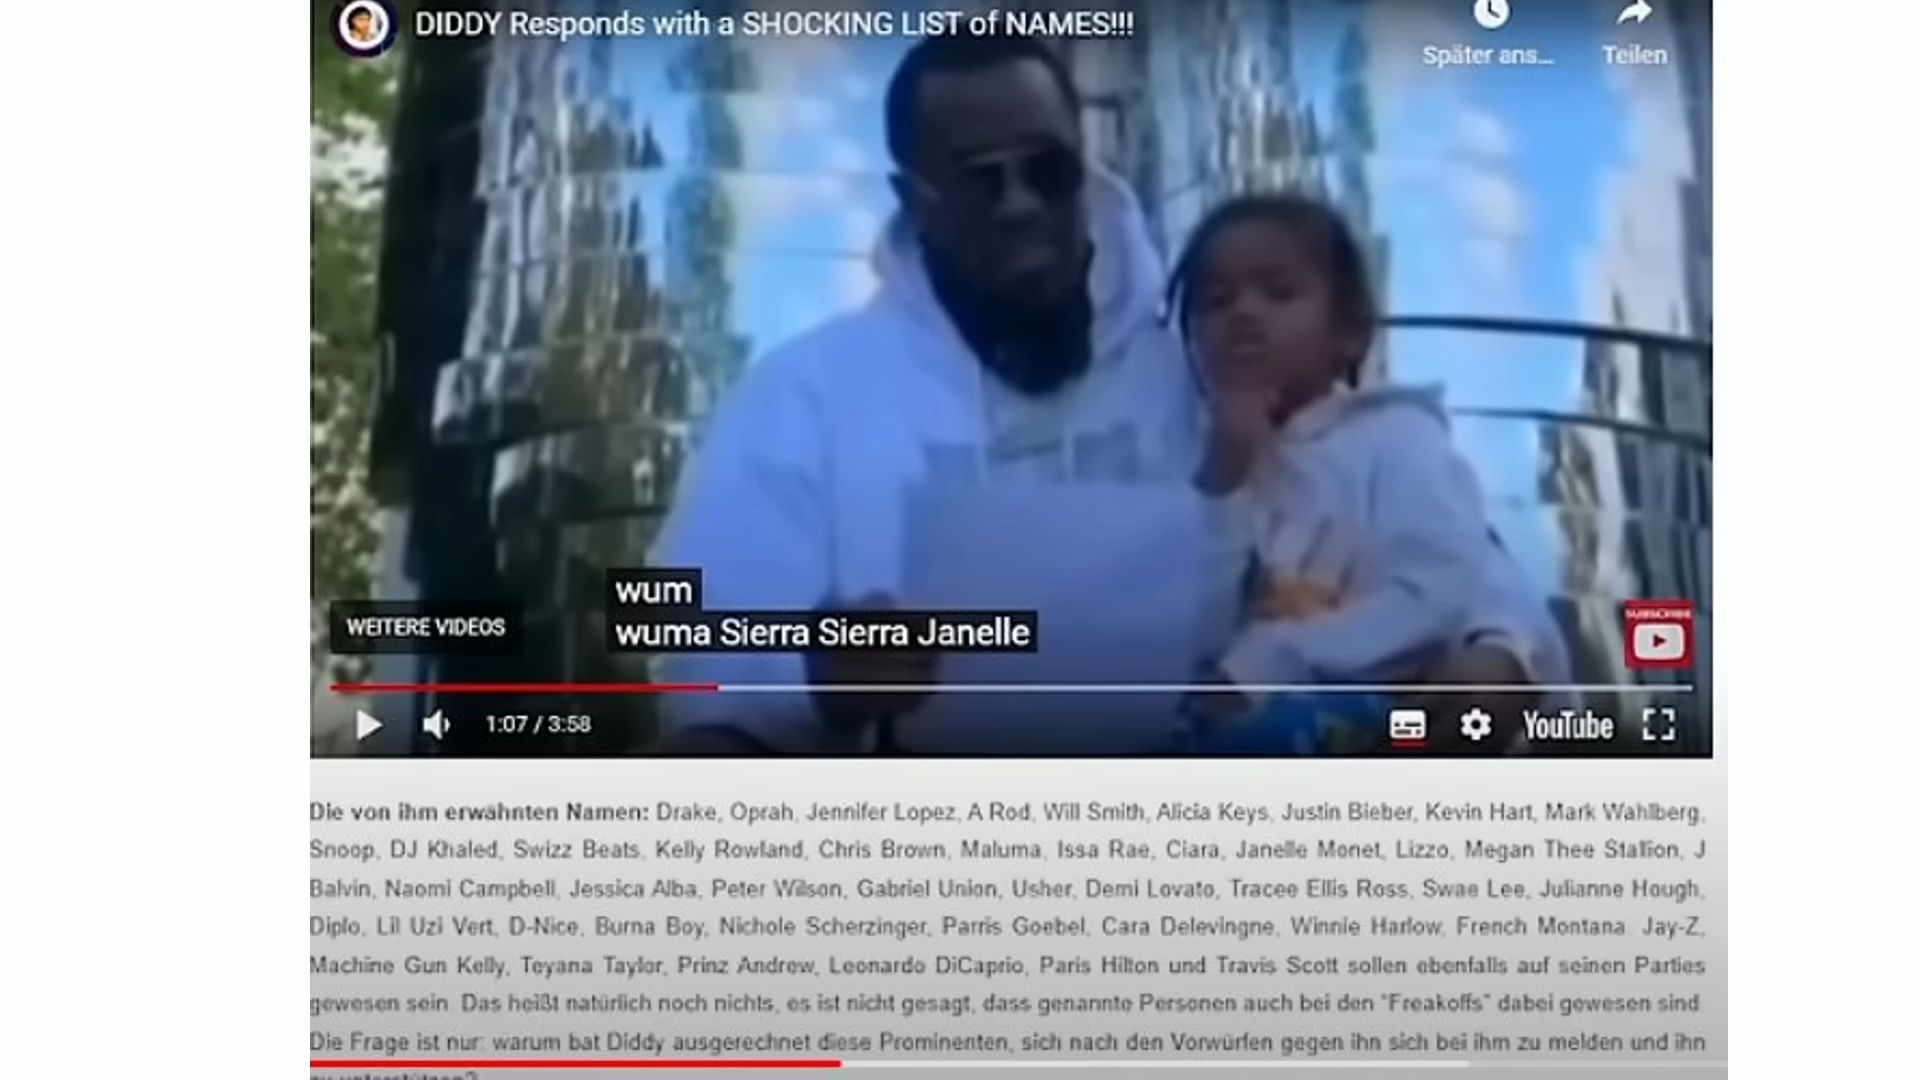 DIDDY Responds with a SHOCKING LIST of NAMES!!!
Später ans...
Teilen
wum
wuma Sierra Sierra Janelle
WEITERE VIDEOS
SUBSCRIBE
1:07 / 3:58
YouTube
Die von ihm erwähnten Namen: Drake, Oprah, Jennifer Lopez, A Rod, Will Smith, Alicia Keys, Justin Bieber, Kevin Hart, Mark Wahlberg,
Snoop, DJ Khaled, Swizz Beats, Kelly Rowland, Chris Brown, Maluma, Issa Rae, Ciara, Janelle Monet, Lizzo, Megan Thee Stallion, J
Balvin, Naomi Campbell, Jessica Alba, Peter Wilson, Gabriel Union, Usher, Demi Lovato, Tracee Ellis Ross, Swae Lee, Julianne Hough,
Diplo, Lil Uzi Vert, D-Nice, Burna Boy, Nichole Scherzinger, Parris Goebel, Cara Delevingne, Winnie Harlow, French Montana. Jay-Z,
Machine Gun Kelly, Teyana Taylor, Prinz Andrew, Leonardo DiCaprio, Paris Hilton und Travis Scott sollen ebenfalls auf seinen Parties
gewesen sein. Das heißt natürlich noch nichts, es ist nicht gesagt, dass genannte Personen auch bei den "Freakoffs" dabei gewesen sind.
Die Frage ist nur: warum bat Diddy ausgerechnet diese Prominenten, sich nach den Vorwürfen gegen ihn sich bei ihm zu melden und ihn
zu unterstützen?